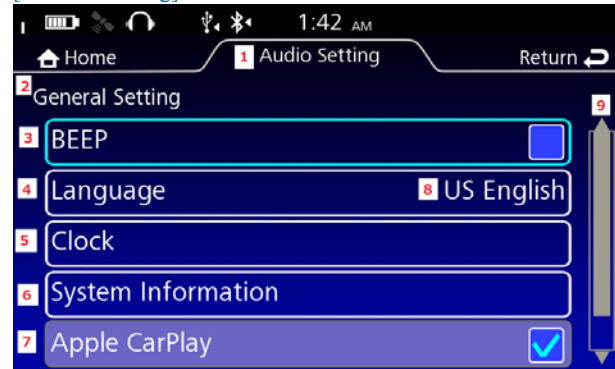 1:42 AM
Home
1 Audio Setting
Return
2 General Setting
9
3 BEEP
4 Language 8 US English
5 Clock
6 System Information
7 Apple CarPlay